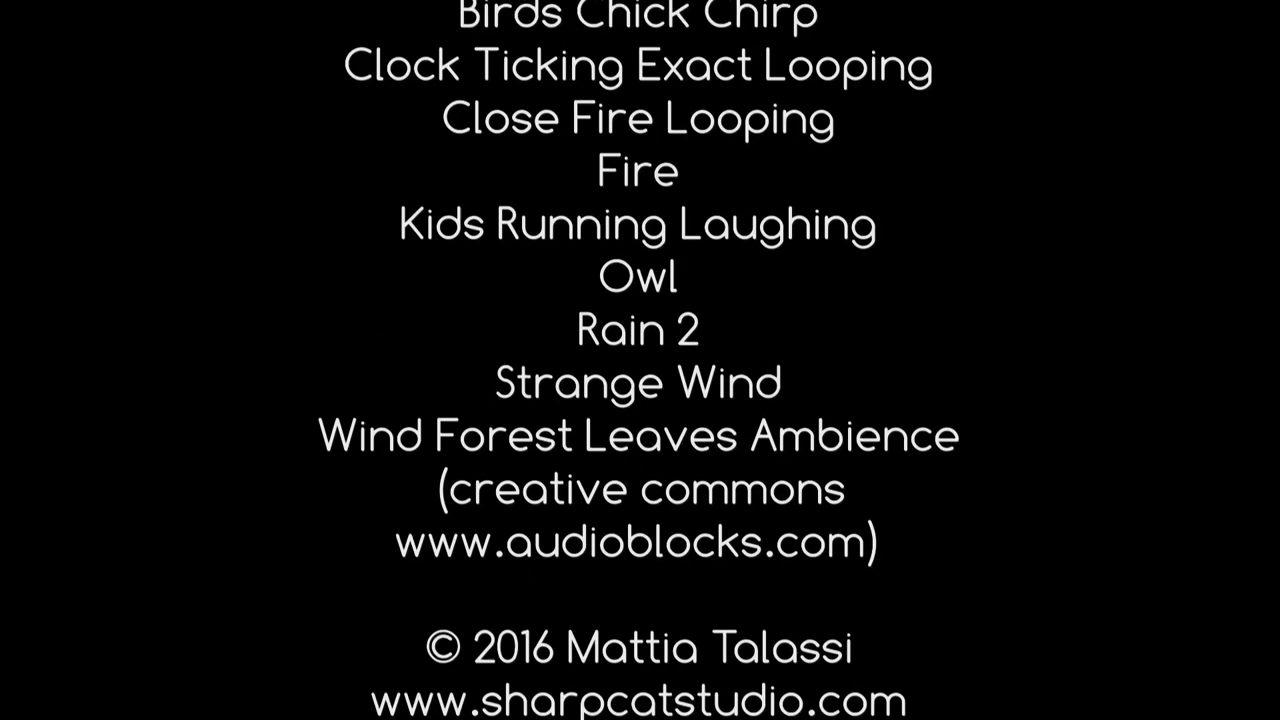 Birds Chick Chirp
Clock Ticking Exact Looping
Close Fire Looping
Fire
Kids Running Laughing
Owl
Rain 2
Strange Wind
Wind Forest Leaves Ambience
(creative commons
www.audioblocks.com)
© 2016 Mattia Talassi
www.sharpcatstudio.com